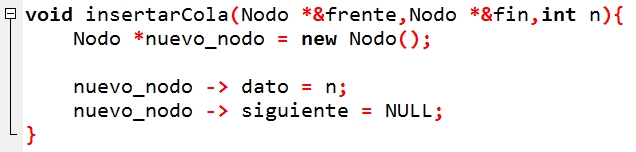 void insertarCola(Nodo *&frente,Nodo *&fin,int n){
    Nodo *nuevo_nodo = new Nodo();

    nuevo_nodo -> dato = n;
    nuevo_nodo -> siguiente = NULL;
}